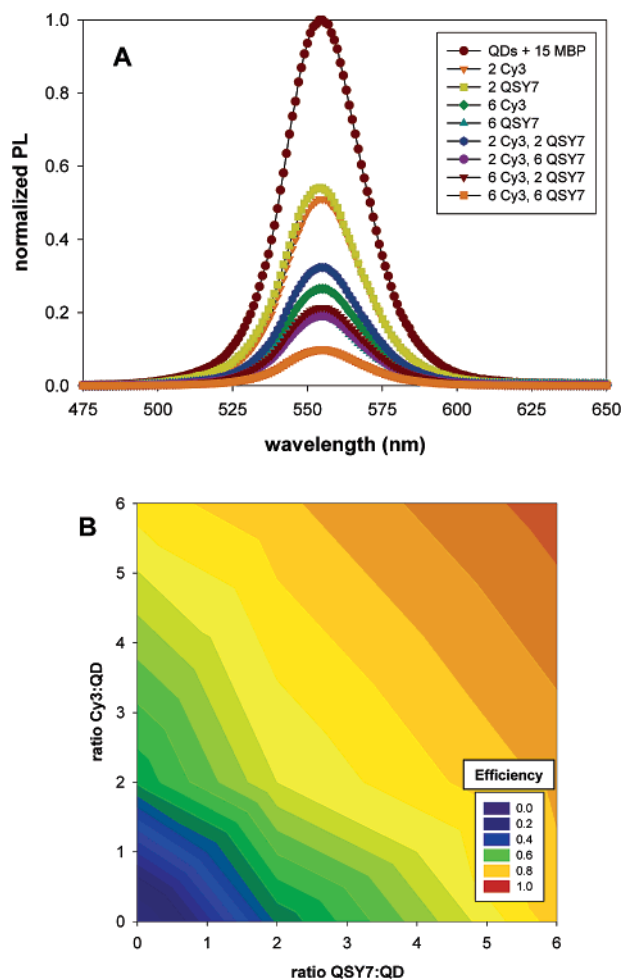 A
normalized PL
1.0
0.8
0.6
0.4
0.2
0.0
QDs + 15 MBP
2 Cy3
2 QSY7
6 Cy3
6 QSY7
2 Cy3, 2 QSY7
2 Cy3, 6 QSY7
6 Cy3, 2 QSY7
6 Cy3, 6 QSY7
475 500 525 550 575 600 625 650
wavelength (nm)
B
ratio Cy3:QD
6
5
4
3
2
1
0
Efficiency
0.0
0.2
0.4
0.6
0.8
1.0
0 1 2 3 4 5 6
ratio QSY7:QD